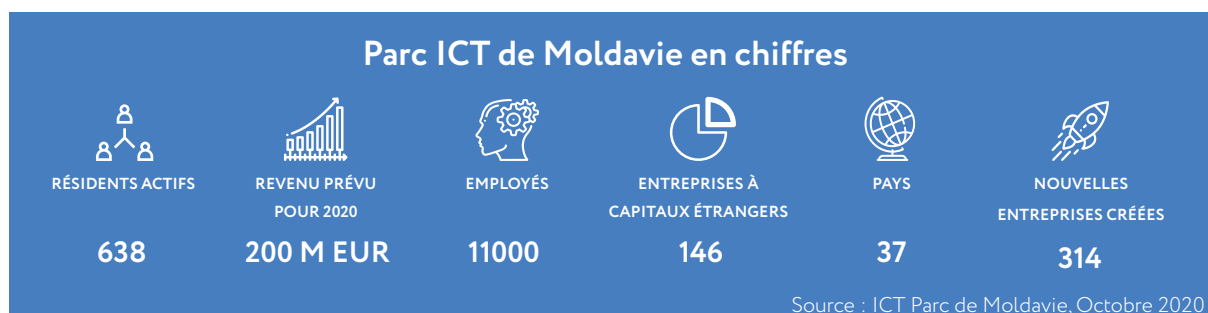 Parc ICT de Moldavie en chiffres
RÉSIDENTS ACTIFS
638
REVENU PRÉVU
POUR 2020
200 M EUR
EMPLOYÉS
11000
ENTREPRISES À
CAPITAUX ÉTRANGERS
146
PAYS
37
NOUVELLES
ENTREPRISES CRÉÉES
314
Source : ICT Parc de Moldavie, Octobre 2020